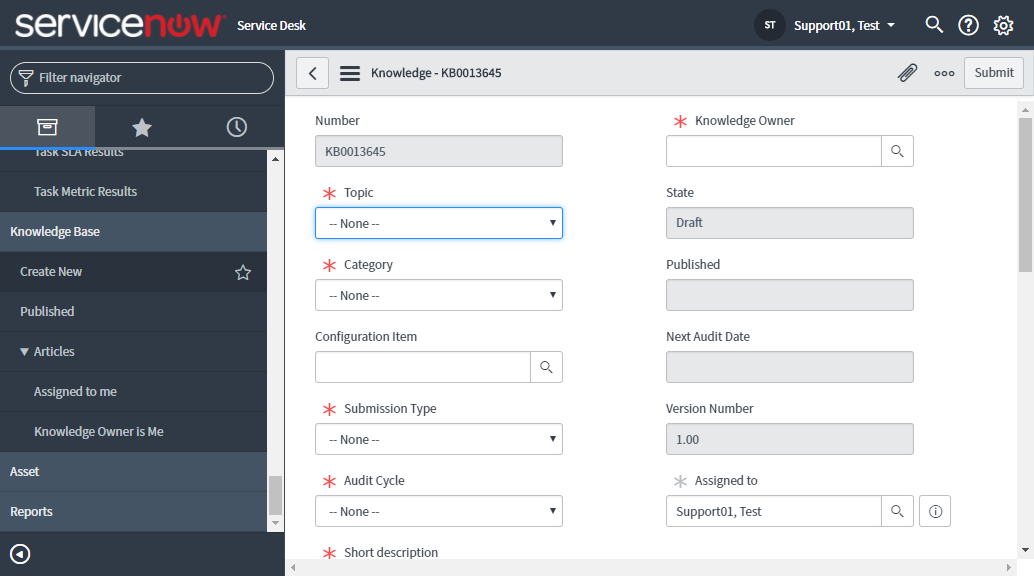 servicenow Service Desk ST Support01, Test
Filter navigator
Knowledge - KB0013645 Submit
Task SLA Results
Task Metric Results
Knowledge Base
Create New
Published
Articles
Assigned to me
Knowledge Owner is Me
Asset
Reports
Number
KB0013645
Knowledge Owner
Topic
-- None --
State
Draft
Category
-- None --
Published
Configuration Item
Next Audit Date
Submission Type
-- None --
Version Number
1.00
Audit Cycle
-- None --
Assigned to
Support01, Test
Short description